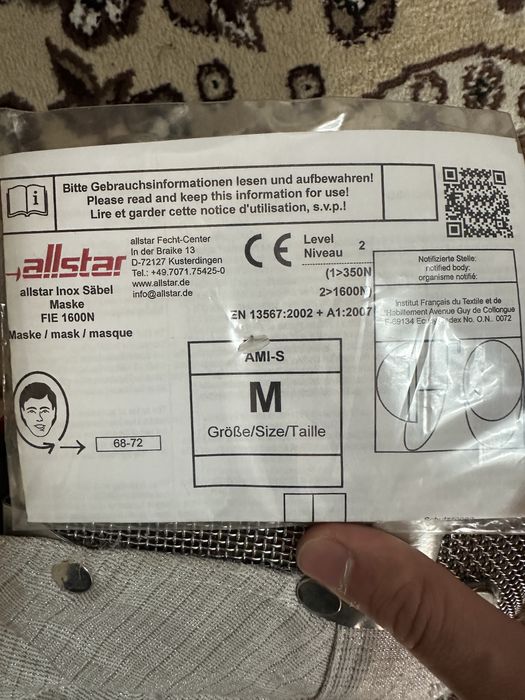 Bitte Gebrauchsinformationen lesen und aufbewahren!
Please read and keep this information for use!
Lire et garder cette notice d'utilisation, s.v.p.!
allstar
allstar Fecht-Center
In der Braike 13
D-72127 Kusterdingen
Tel.: +49.7071.75425-0
www.allstar.de
info@allstar.de
allstar Inox Säbel
Maske
FIE 1600N
Maske / mask / masque
68-72
CE
Level 2
Niveau
(1>350N
2>1600N
EN 13567:2002 + A1:2007
AMI-S
M
Größe/Size/Taille
Notifizierte Stelle:
notified body:
organisme notifié:
Institut Français du Textile et de
l'Habillement Avenue Guy de Collongue
No. O.N.. 0072